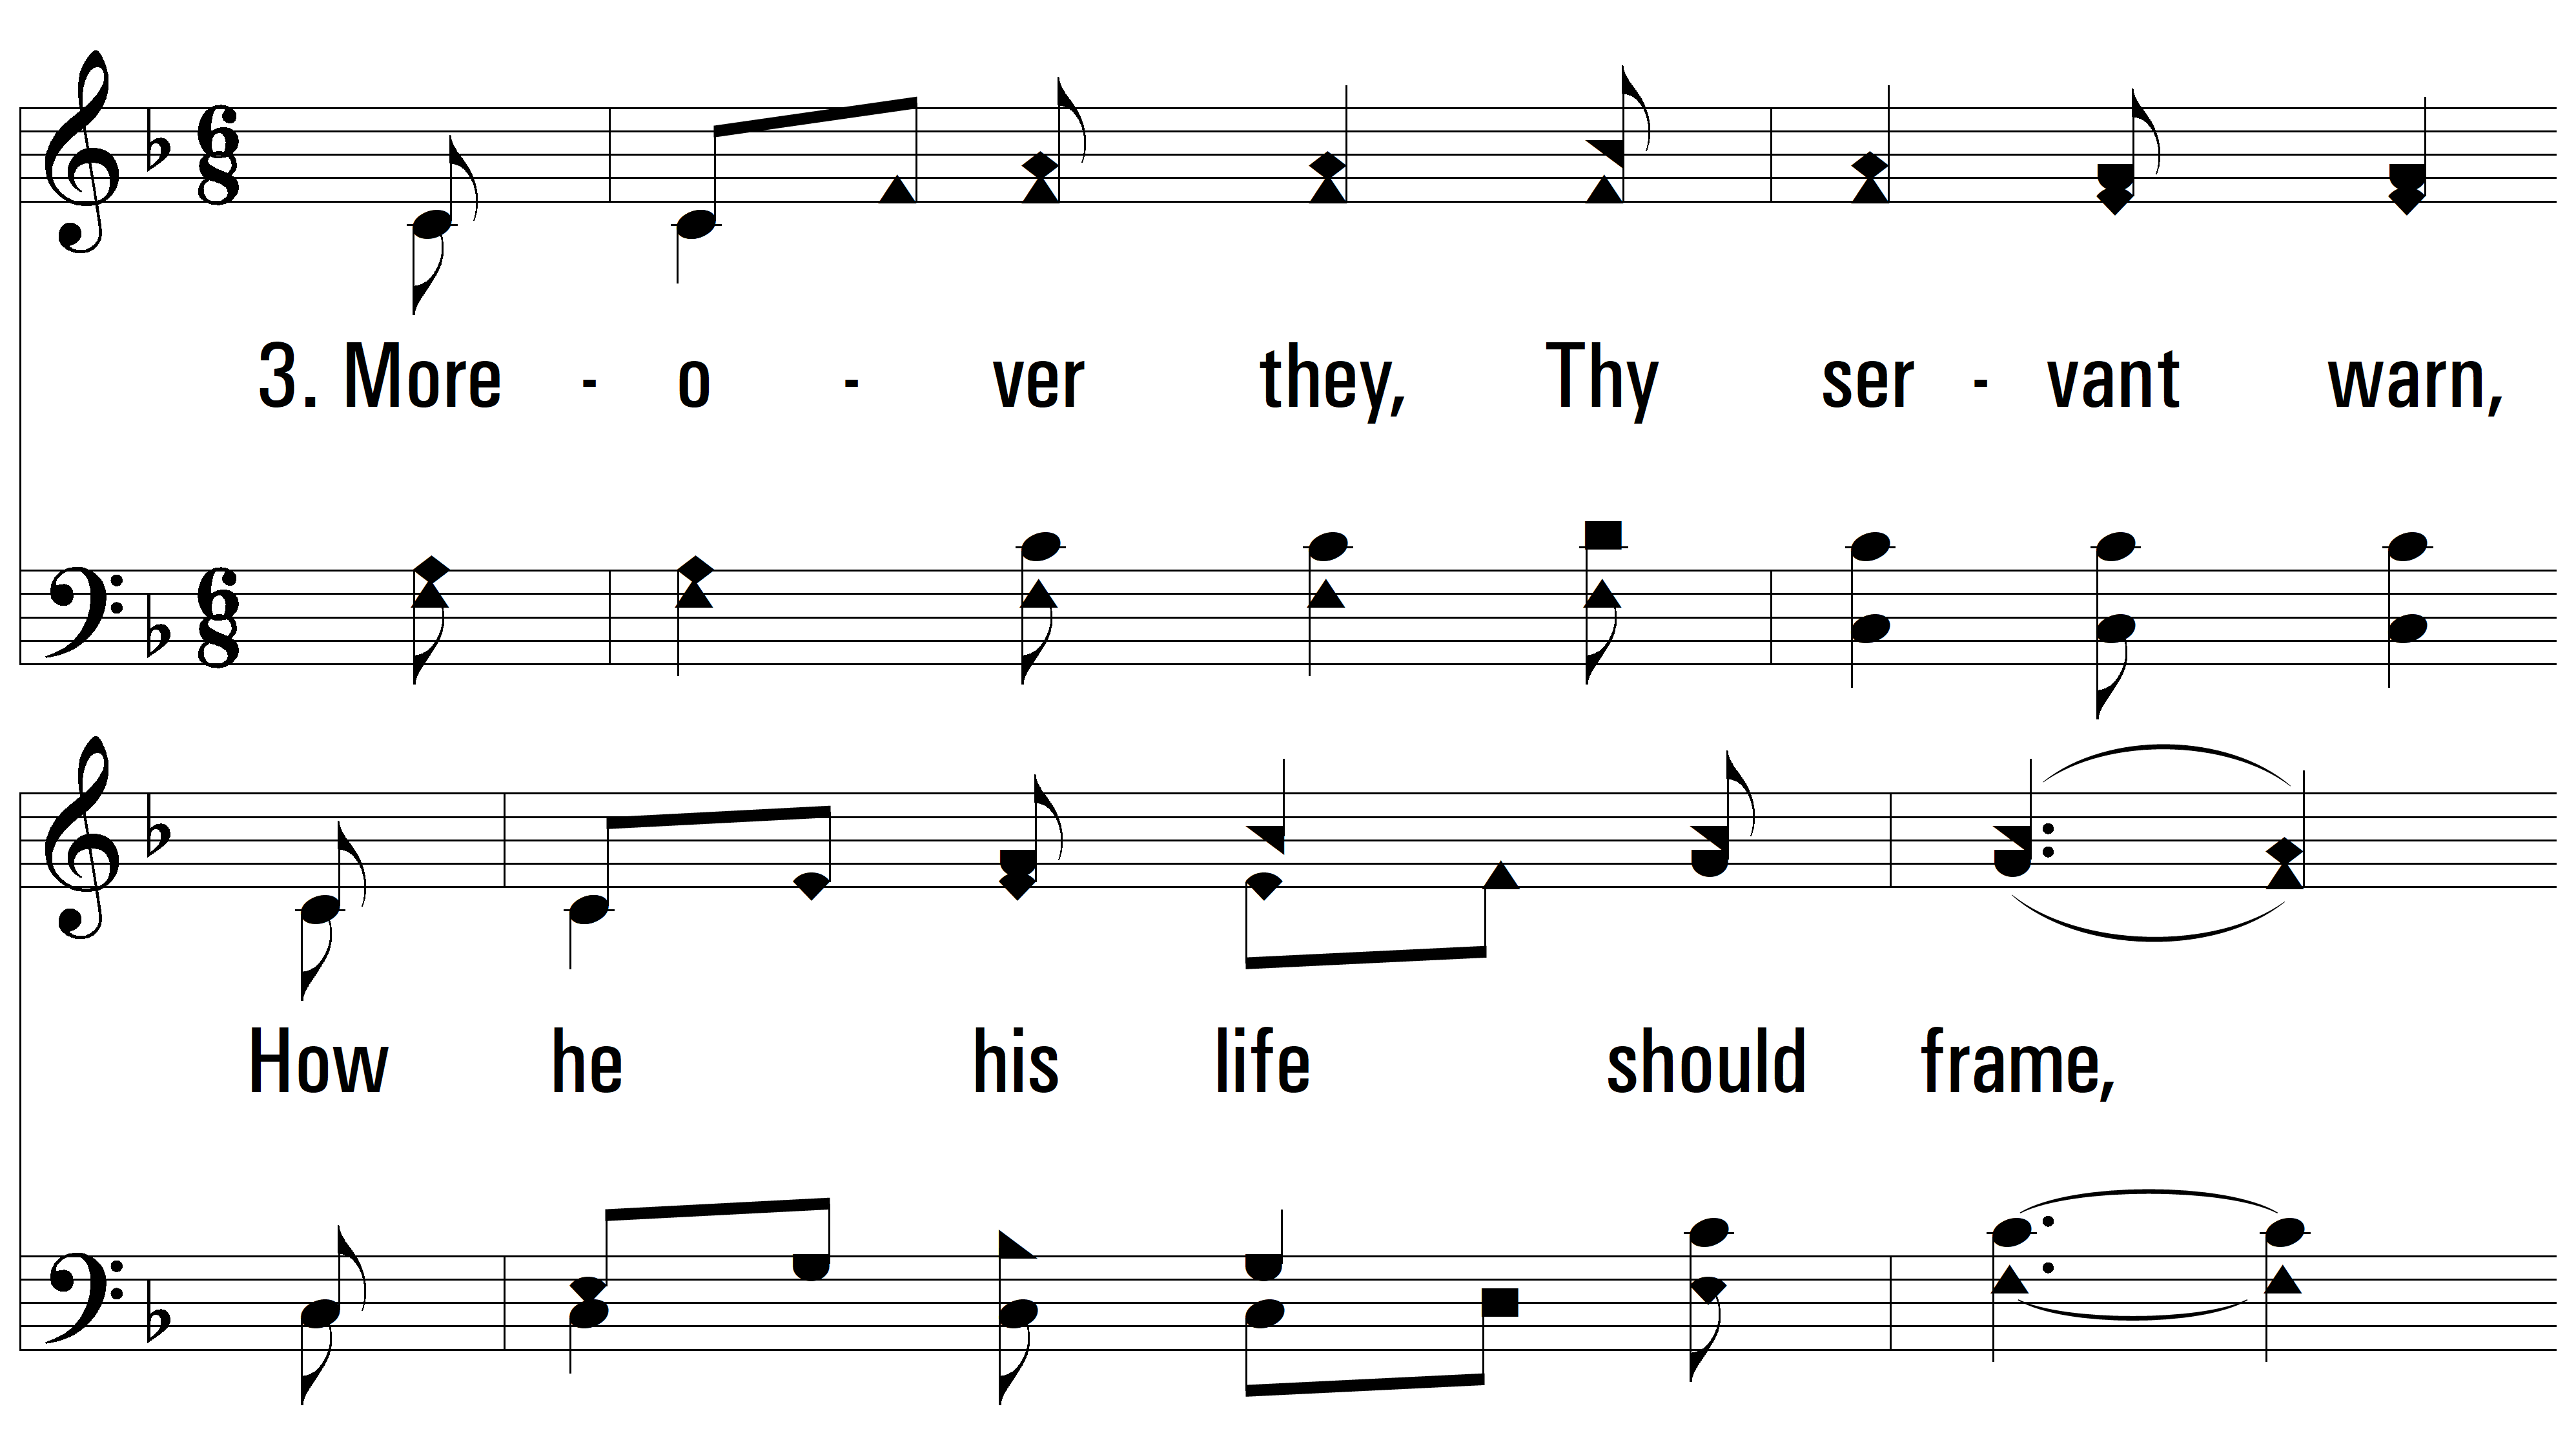 3. More - o - ver they, Thy ser - vant warn,
How he his life should frame,